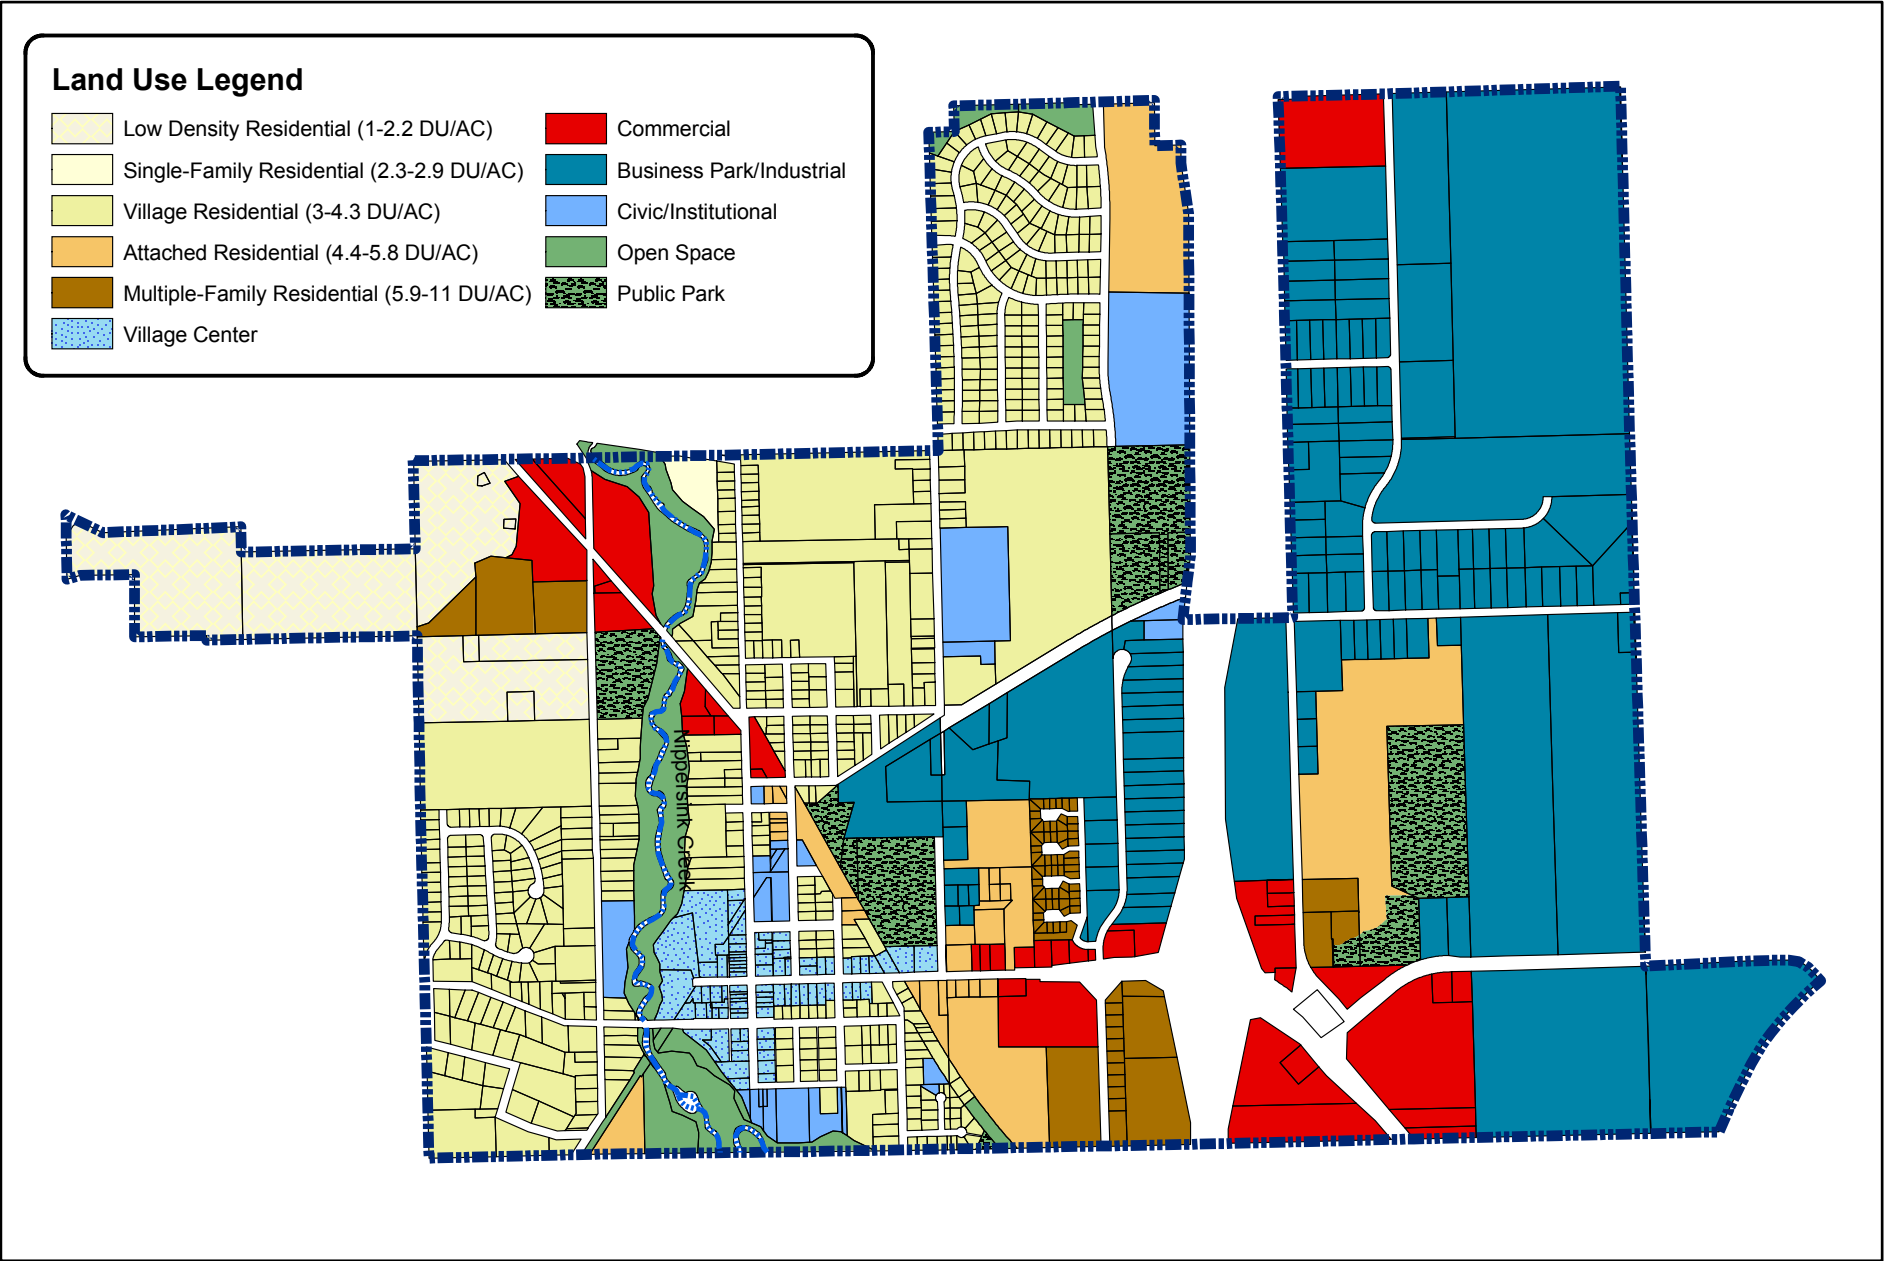 Land Use Legend
Low Density Residential (1-2.2 DU/AC)
Single-Family Residential (2.3-2.9 DU/AC)
Village Residential (3-4.3 DU/AC)
Attached Residential (4.4-5.8 DU/AC)
Multiple-Family Residential (5.9-11 DU/AC)
Village Center
Commercial
Business Park/Industrial
Civic/Institutional
Open Space
Public Park
Nippersink Creek